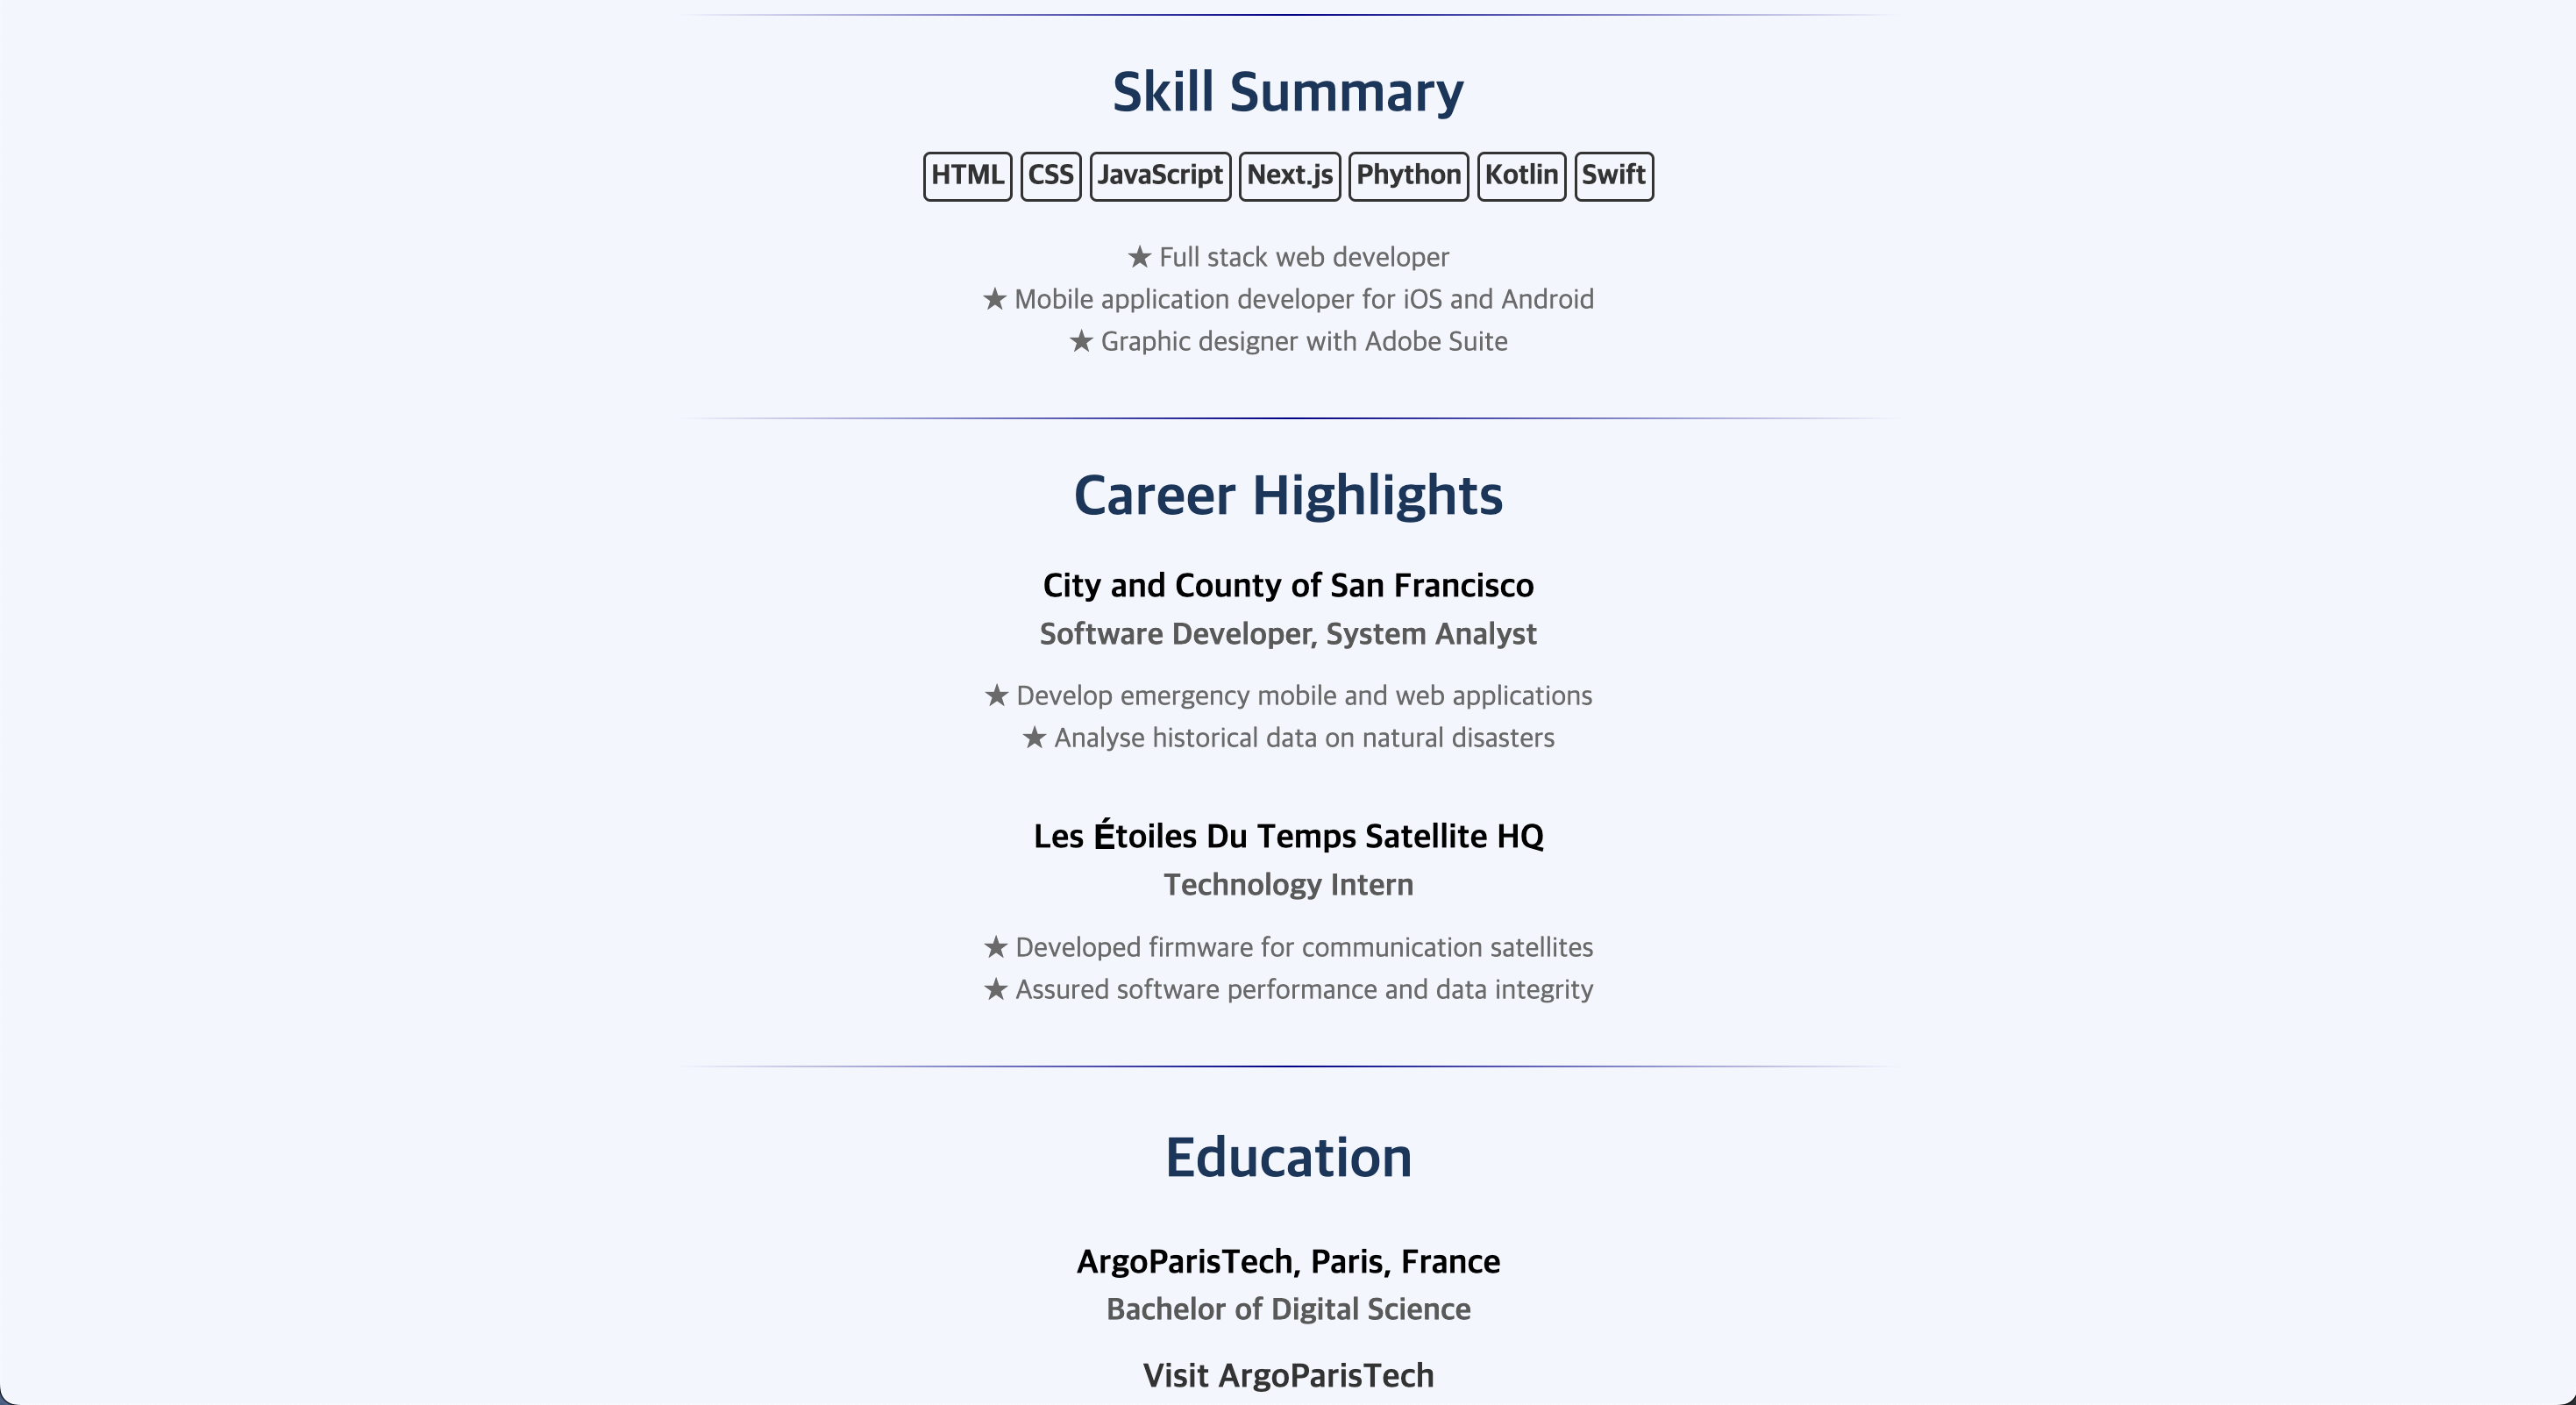 Skill Summary
HTML CSS JavaScript Next.js Phython Kotlin Swift
★ Full stack web developer
★ Mobile application developer for iOS and Android
★ Graphic designer with Adobe Suite
Career Highlights
City and County of San Francisco
Software Developer, System Analyst
★ Develop emergency mobile and web applications
★ Analyse historical data on natural disasters
Les Étoiles Du Temps Satellite HQ
Technology Intern
★ Developed firmware for communication satellites
★ Assured software performance and data integrity
Education
ArgoParisTech, Paris, France
Bachelor of Digital Science
Visit ArgoParisTech